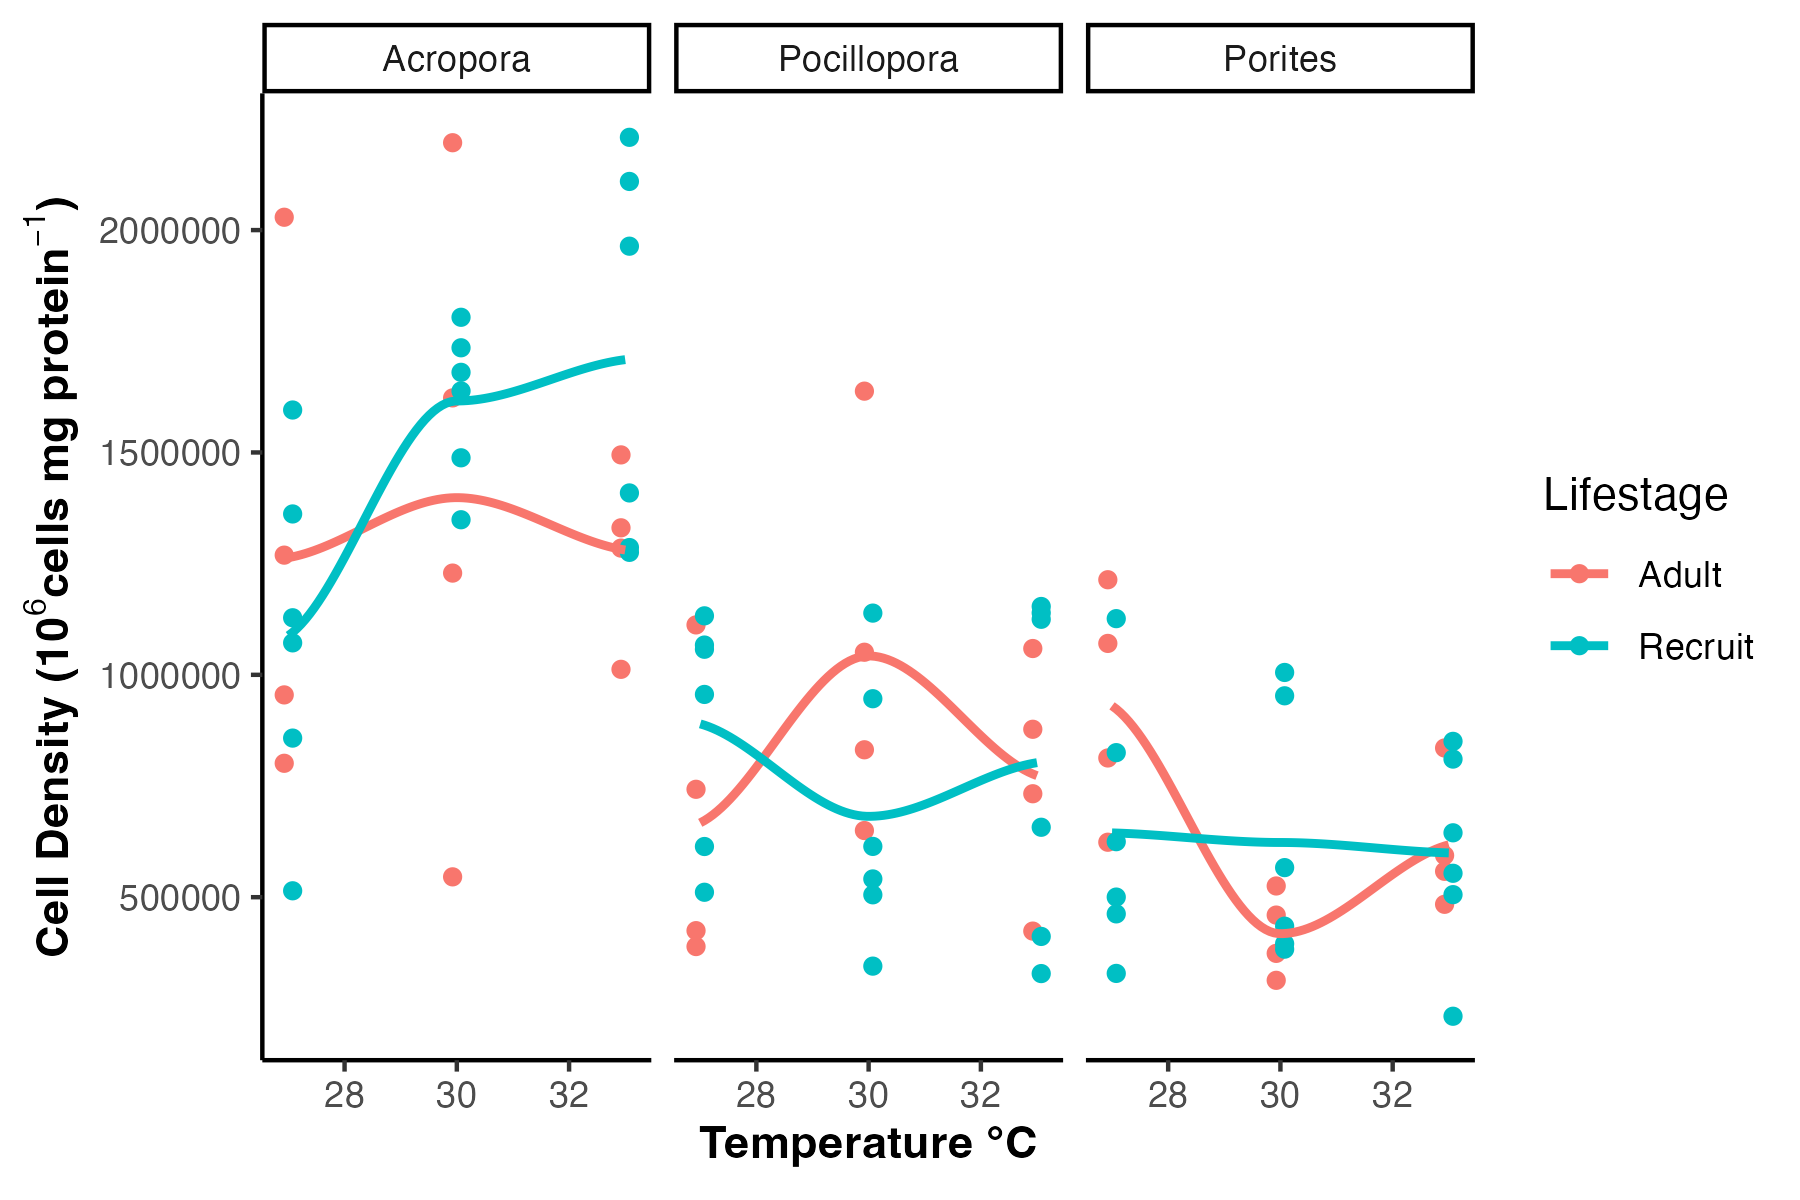 Acropora Pocillopora Porites
Cell Density (10⁶cells mg protein⁻¹)
2000000
1500000
1000000
500000
28 30 32 28 30 32 28 30 32
Temperature °C
Lifestage
Adult
Recruit